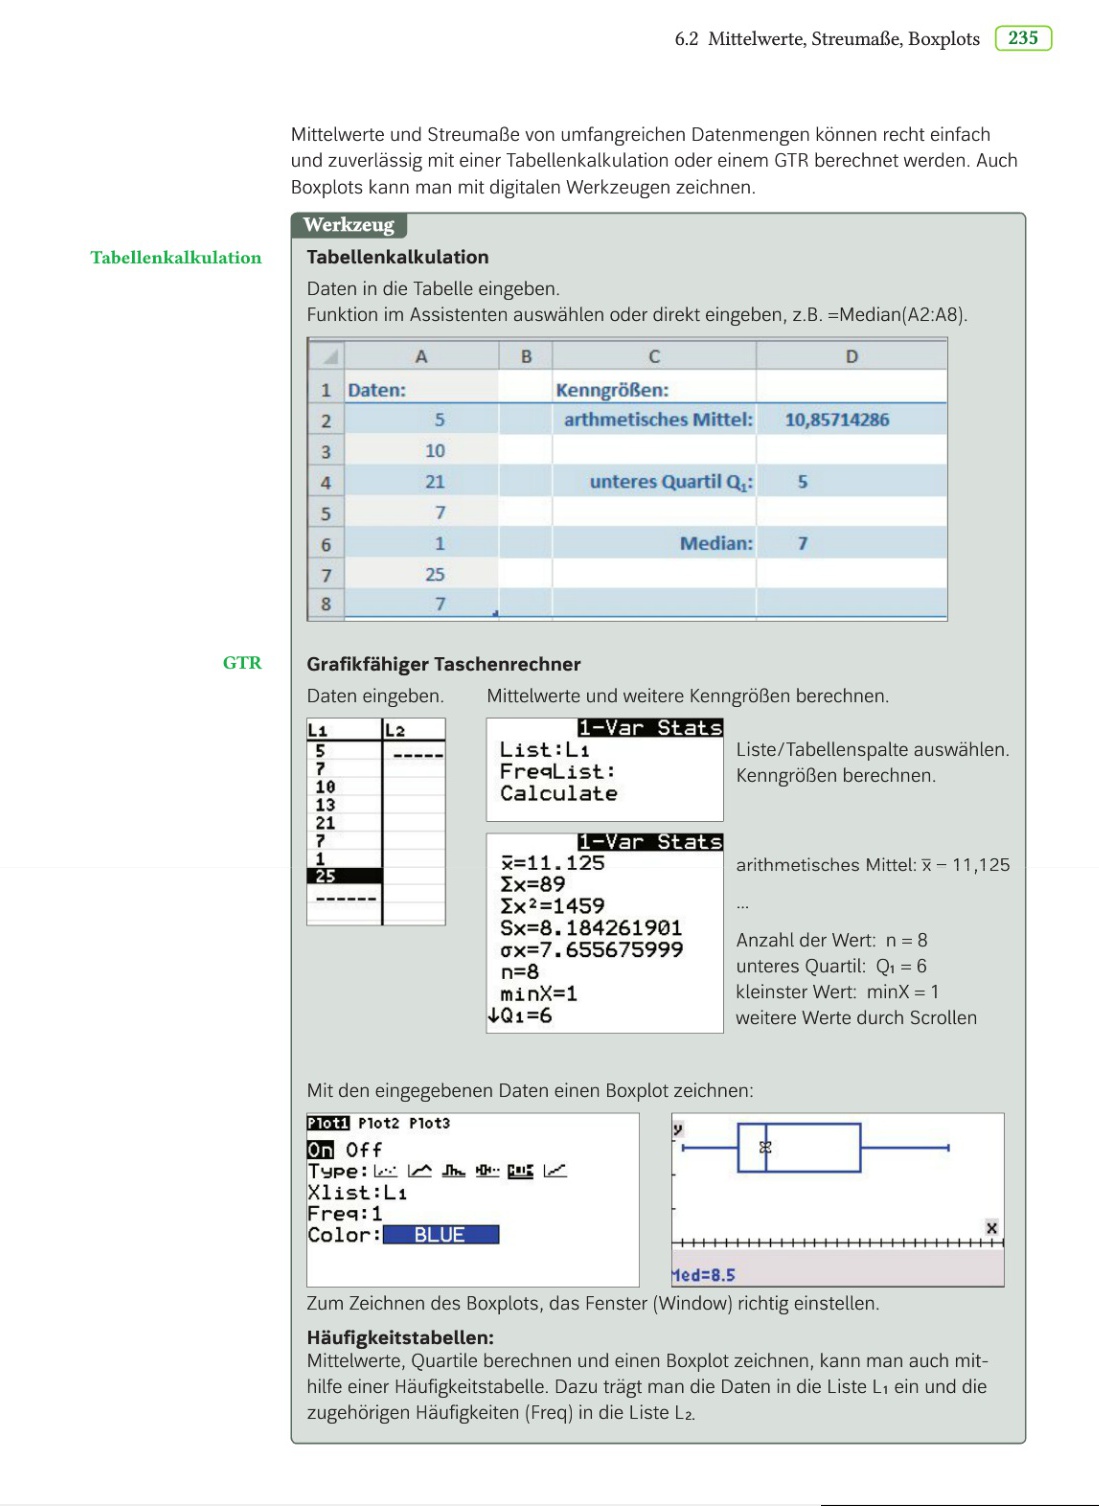 6.2 Mittelwerte, Streumaße, Boxplots 235
Mittelwerte und Streumaße von umfangreichen Datenmengen können recht einfach
und zuverlässig mit einer Tabellenkalkulation oder einem GTR berechnet werden. Auch
Boxplots kann man mit digitalen Werkzeugen zeichnen.
Werkzeug
Tabellenkalkulation
Tabellenkalkulation
Daten in die Tabelle eingeben.
Funktion im Assistenten auswählen oder direkt eingeben, z.B. =Median(A2:A8).
A B C D
1 Daten: Kenngrößen:
2 5 arthmetisches Mittel: 10,85714286
3 10
4 21 unteres Quartil Q₁: 5
5 7
6 1 Median: 7
7 25
8 7
GTR
Grafikfähiger Taschenrechner
Daten eingeben. Mittelwerte und weitere Kenngrößen berechnen.
L1 L2
5 -----
7
10
13
21
7
1
25
------
1-Var Stats
List:L1
FreqList:
Calculate
Liste/Tabellenspalte auswählen.
Kenngrößen berechnen.
1-Var Stats
x̄=11.125
Σx=89
Σx²=1459
Sx=8.184261901
σx=7.655675999
n=8
minX=1
↓Q1=6
arithmetisches Mittel: x̄ – 11,125
...
Anzahl der Wert: n = 8
unteres Quartil: Q₁ = 6
kleinster Wert: minX = 1
weitere Werte durch Scrollen
Mit den eingegebenen Daten einen Boxplot zeichnen:
Plot1 Plot2 Plot3
On Off
Type:
Xlist:L1
Freq:1
Color: BLUE
y
x
Med=8.5
Zum Zeichnen des Boxplots, das Fenster (Window) richtig einstellen.
Häufigkeitstabellen:
Mittelwerte, Quartile berechnen und einen Boxplot zeichnen, kann man auch mit-
hilfe einer Häufigkeitstabelle. Dazu trägt man die Daten in die Liste L₁ ein und die
zugehörigen Häufigkeiten (Freq) in die Liste L₂.